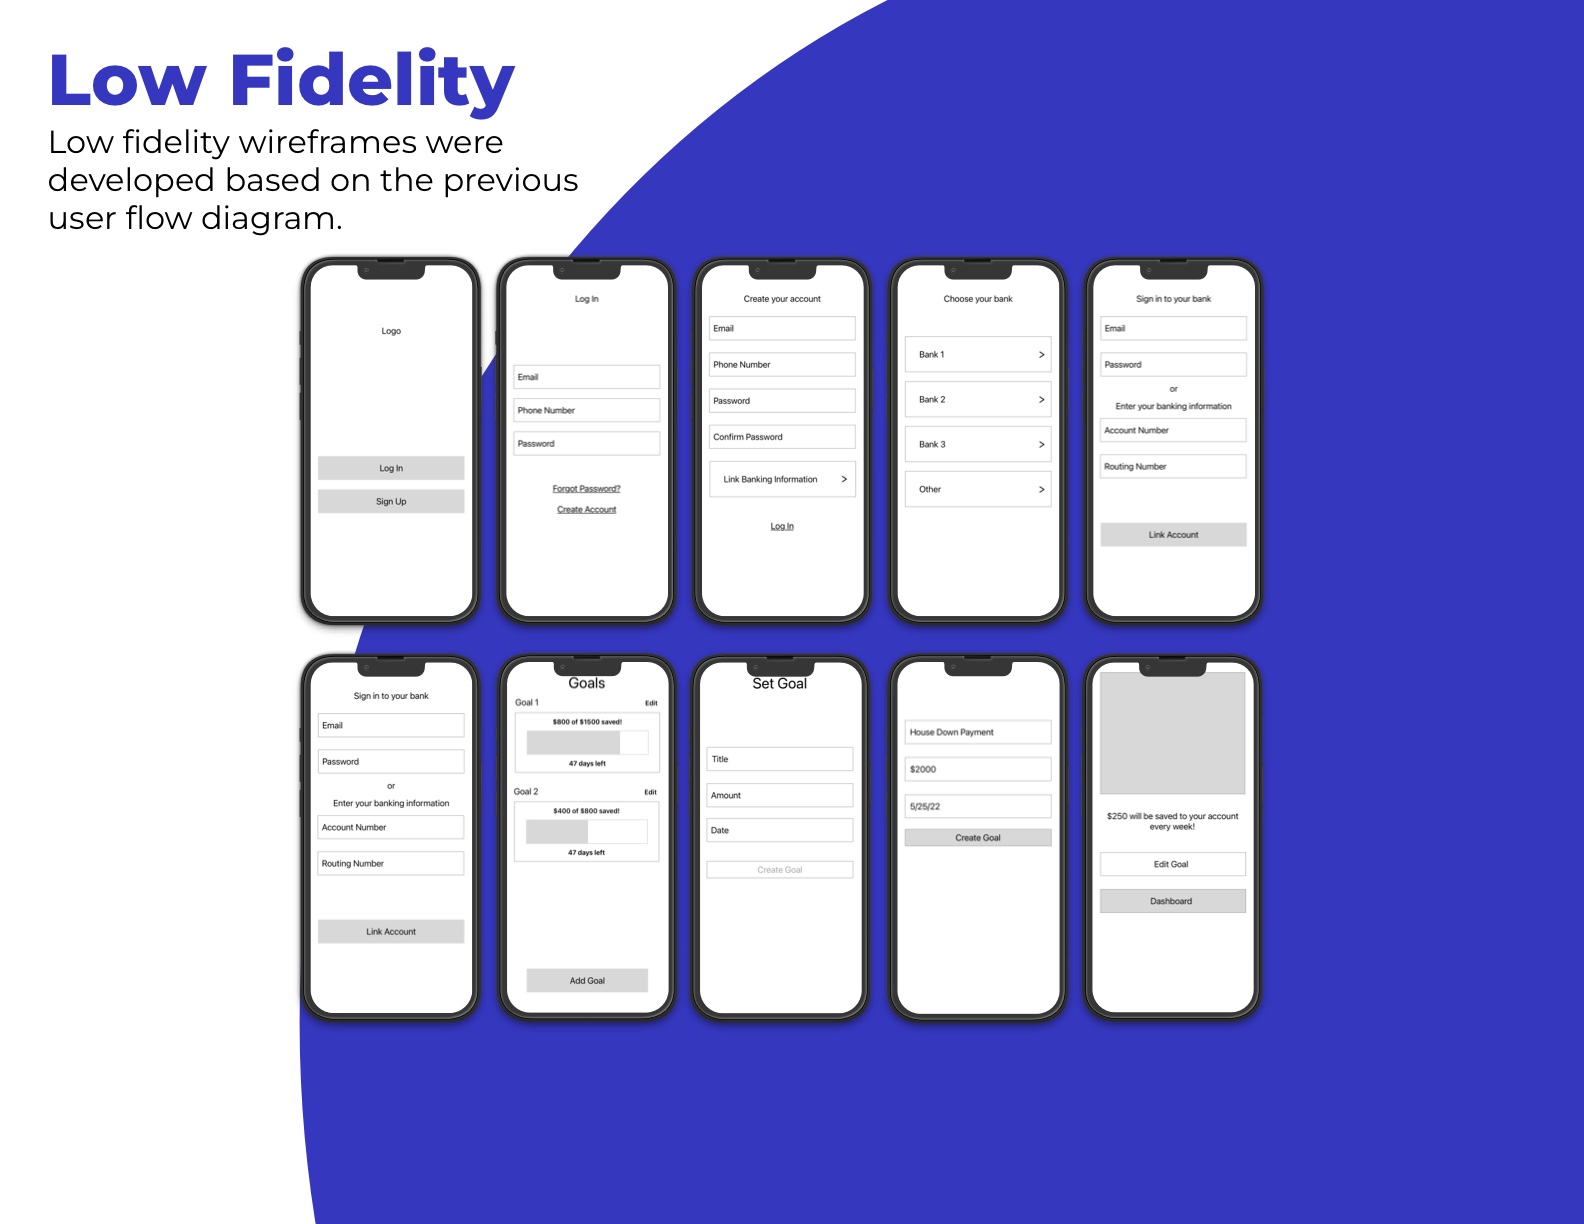 Low Fidelity
Low fidelity wireframes were
developed based on the previous
user flow diagram.
Logo
Log In
Sign Up
Log In
Email
Phone Number
Password
Forgot Password?
Create Account
Create your account
Email
Phone Number
Password
Confirm Password
Link Banking Information >
Log In
Choose your bank
Bank 1 >
Bank 2 >
Bank 3 >
Other >
Sign in to your bank
Email
Password
or
Enter your banking information
Account Number
Routing Number
Link Account
Sign in to your bank
Email
Password
or
Enter your banking information
Account Number
Routing Number
Link Account
Goals
Goal 1 Edit
$800 of $1500 saved!
47 days left
Goal 2 Edit
$400 of $800 saved!
47 days left
Add Goal
Set Goal
Title
Amount
Date
Create Goal
House Down Payment
$2000
5/25/22
Create Goal
$250 will be saved to your account
every week!
Edit Goal
Dashboard